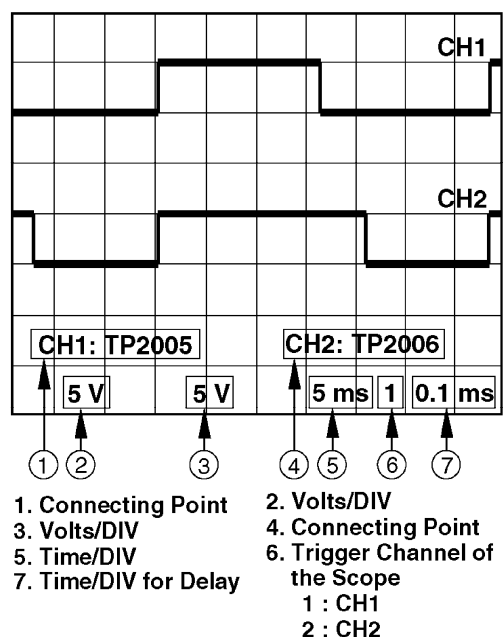 CH1
CH2
CH1: TP2005 CH2: TP2006
5 V 5 V 5 ms 1 0.1 ms
1 2 3 4 5 6 7
1. Connecting Point
3. Volts/DIV
5. Time/DIV
7. Time/DIV for Delay
2. Volts/DIV
4. Connecting Point
6. Trigger Channel of
the Scope
1 : CH1
2 : CH2